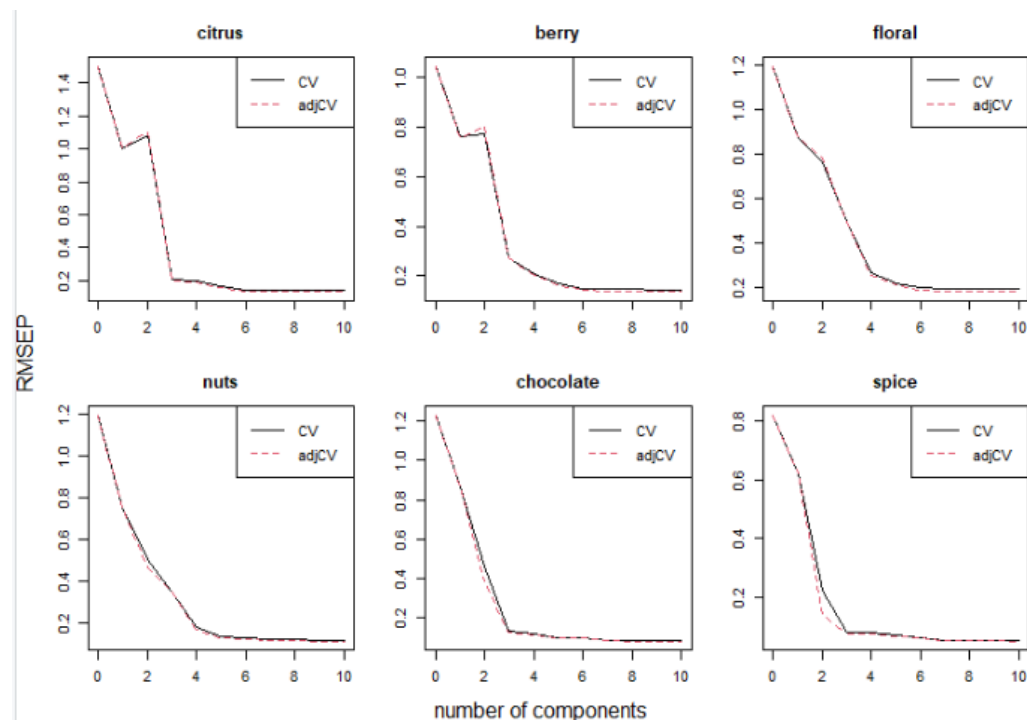 citrus
CV
adjCV
0.2 0.4 0.6 0.8 1.0 1.2 1.4
0 2 4 6 8 10
berry
CV
adjCV
0.2 0.4 0.6 0.8 1.0
0 2 4 6 8 10
floral
CV
adjCV
0.2 0.4 0.6 0.8 1.0 1.2
0 2 4 6 8 10
RMSEP
nuts
CV
adjCV
0.2 0.4 0.6 0.8 1.0 1.2
0 2 4 6 8 10
chocolate
CV
adjCV
0.2 0.4 0.6 0.8 1.0 1.2
0 2 4 6 8 10
spice
CV
adjCV
0.2 0.4 0.6 0.8
0 2 4 6 8 10
number of components